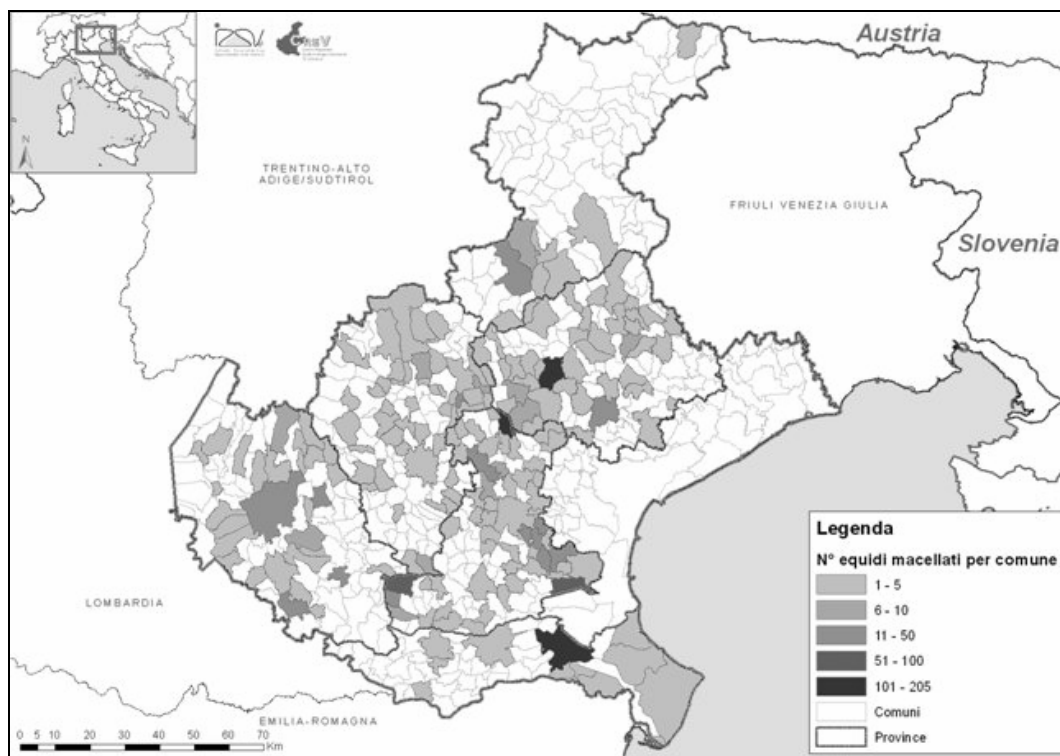 N
CREV
Austria
TRENTINO-ALTO
ADIGE/SUDTIROL
FRIULI VENEZIA GIULIA
Slovenia
LOMBARDIA
EMILIA-ROMAGNA
0 5 10 20 30 40 50 60 70
Km
Legenda
N° equidi macellati per comune
1 - 5
6 - 10
11 - 50
51 - 100
101 - 205
Comuni
Province